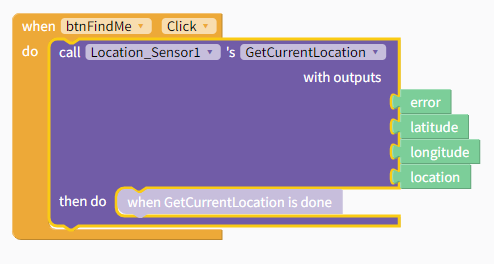 when btnFindMe Click
do call Location_Sensor1 's GetCurrentLocation
with outputs
error
latitude
longitude
location
then do when GetCurrentLocation is done